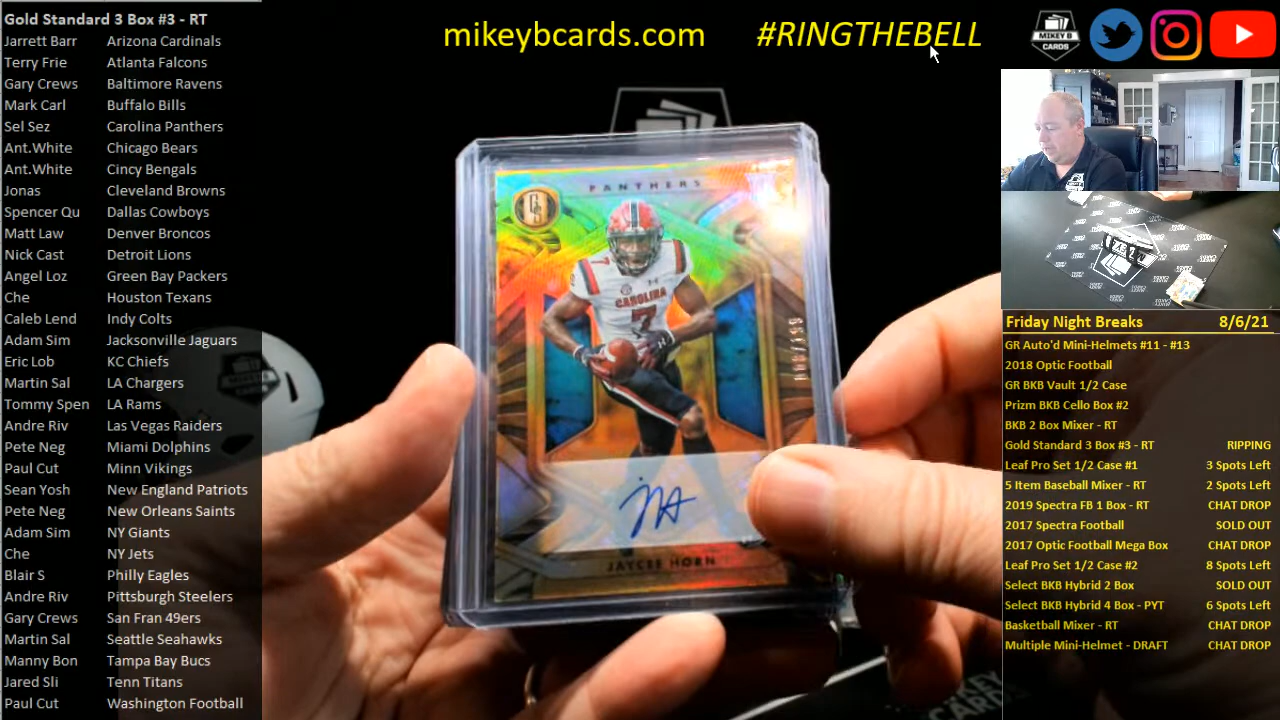 Gold Standard 3 Box #3 - RT
Jarrett Barr Arizona Cardinals
Terry Frie Atlanta Falcons
Gary Crews Baltimore Ravens
Mark Carl Buffalo Bills
Sel Sez Carolina Panthers
Ant.White Chicago Bears
Ant.White Cincy Bengals
Jonas Cleveland Browns
Spencer Qu Dallas Cowboys
Matt Law Denver Broncos
Nick Cast Detroit Lions
Angel Loz Green Bay Packers
Che Houston Texans
Caleb Lend Indy Colts
Adam Sim Jacksonville Jaguars
Eric Lob KC Chiefs
Martin Sal LA Chargers
Tommy Spen LA Rams
Andre Riv Las Vegas Raiders
Pete Neg Miami Dolphins
Paul Cut Minn Vikings
Sean Yosh New England Patriots
Pete Neg New Orleans Saints
Adam Sim NY Giants
Che NY Jets
Blair S Philly Eagles
Andre Riv Pittsburgh Steelers
Gary Crews San Fran 49ers
Martin Sal Seattle Seahawks
Manny Bon Tampa Bay Bucs
Jared Sli Tenn Titans
Paul Cut Washington Football
mikeybcards.com #RINGTHEBELL
MIKEY B
CARDS
PANTHERS
GS
CAROLINA
7
JAYCEE HORN
MIKEY B
CARDS
Friday Night Breaks 8/6/21
GR Auto'd Mini-Helmets #11 - #13
2018 Optic Football
GR BKB Vault 1/2 Case
Prizm BKB Cello Box #2
BKB 2 Box Mixer - RT
Gold Standard 3 Box #3 - RT RIPPING
Leaf Pro Set 1/2 Case #1 3 Spots Left
5 Item Baseball Mixer - RT 2 Spots Left
2019 Spectra FB 1 Box - RT CHAT DROP
2017 Spectra Football SOLD OUT
2017 Optic Football Mega Box CHAT DROP
Leaf Pro Set 1/2 Case #2 8 Spots Left
Select BKB Hybrid 2 Box SOLD OUT
Select BKB Hybrid 4 Box - PYT 6 Spots Left
Basketball Mixer - RT CHAT DROP
Multiple Mini-Helmet - DRAFT CHAT DROP